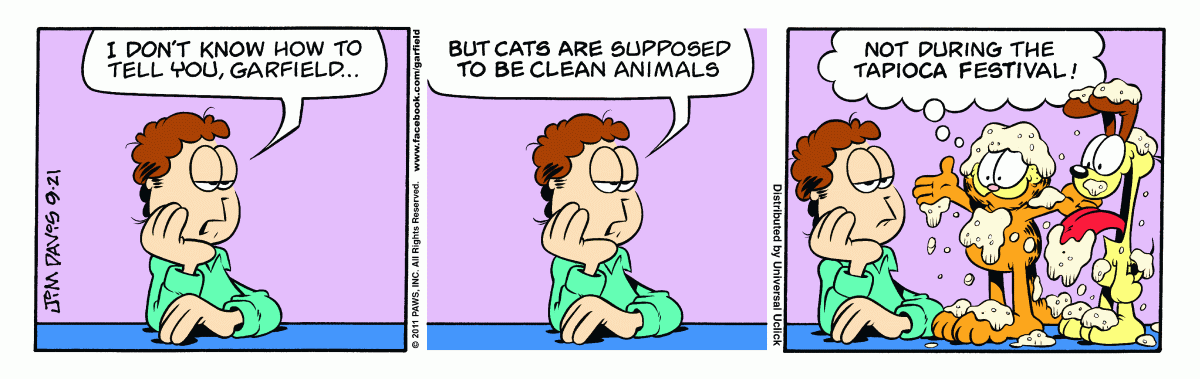 I DON'T KNOW HOW TO
TELL YOU, GARFIELD...
JIM DAVIS 9·21
© 2011 PAWS, INC. All Rights Reserved. www.facebook.com/garfield
BUT CATS ARE SUPPOSED
TO BE CLEAN ANIMALS
Distributed by Universal Uclick
NOT DURING THE
TAPIOCA FESTIVAL!